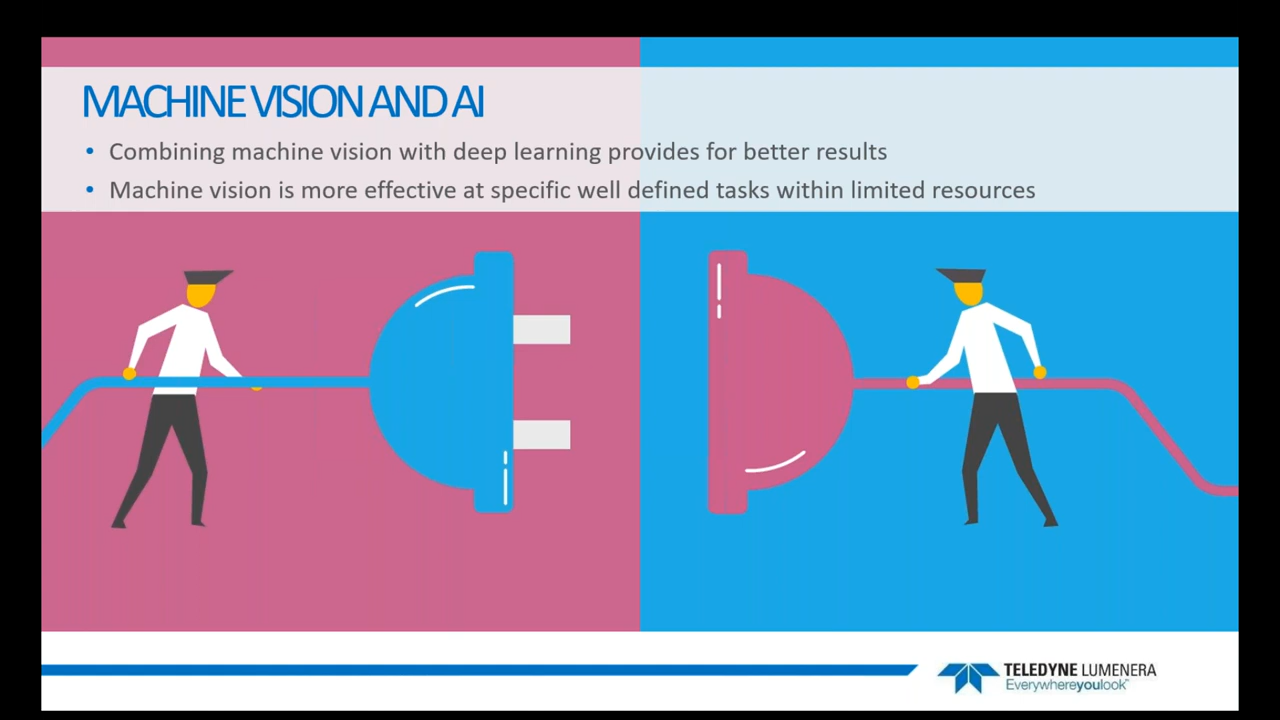 MACHINE VISION AND AI
• Combining machine vision with deep learning provides for better results
• Machine vision is more effective at specific well defined tasks within limited resources
TELEDYNE LUMENERA
Everywhereyoulook™